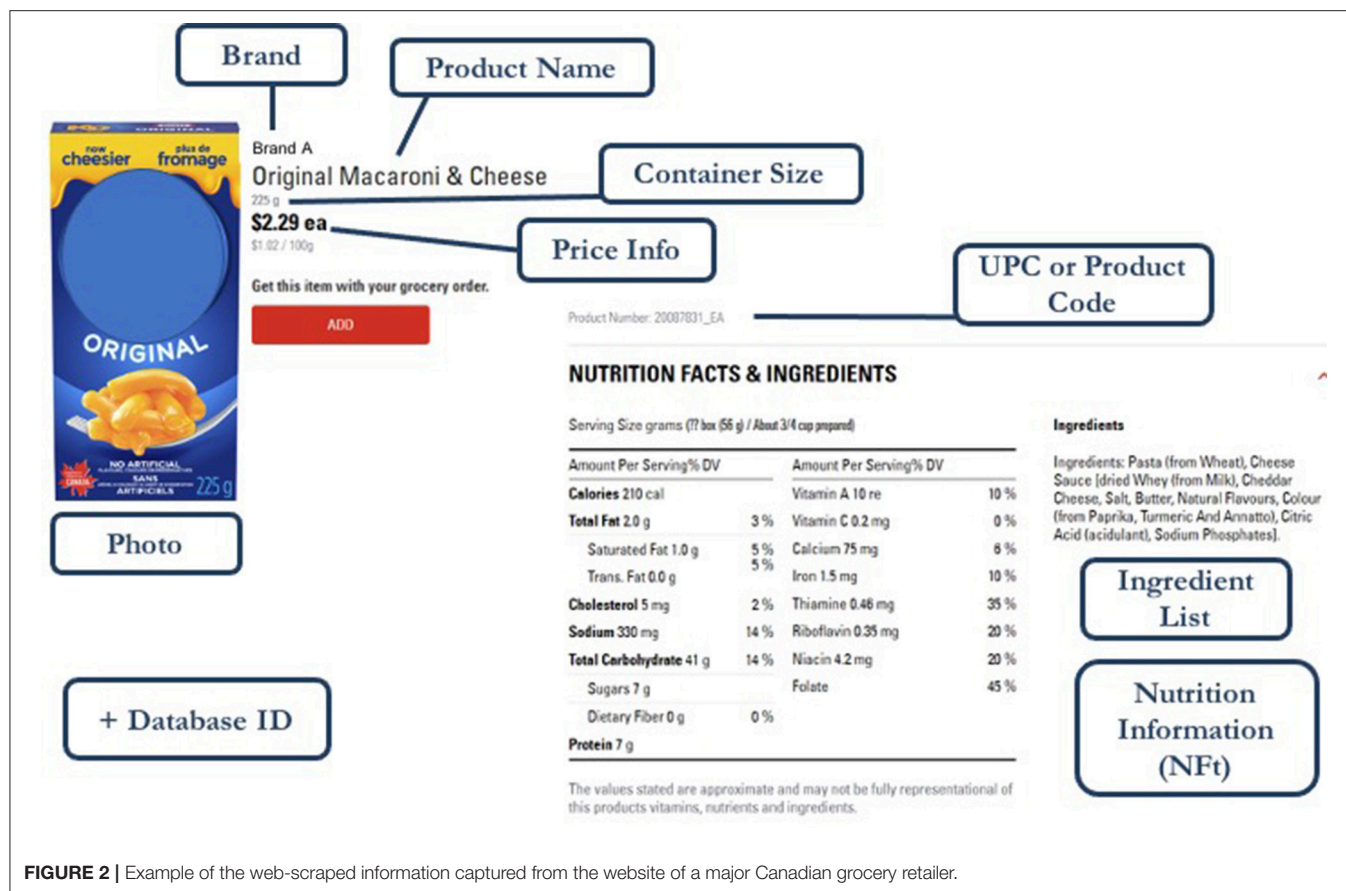 Brand
Product Name
ORIGINAL
now
cheesier
plus de
fromage
Brand A
Original Macaroni & Cheese
Container Size
225 g
$2.29 ea
$1.02 / 100g
Price Info
UPC or Product
Code
Get this item with your grocery order.
ADD
Product Number: 20087831_EA
ORIGINAL
NO ARTIFICIAL
SANS
ARTIFICIELS
CANADA
225 g
Photo
+ Database ID
NUTRITION FACTS & INGREDIENTS
Serving Size grams (?? box (56 g) / About 3/4 cup prepared)
Amount Per Serving% DV
Calories 210 cal
Total Fat 2.0 g 3 %
Saturated Fat 1.0 g 5 %
5 %
Trans. Fat 0.0 g
Cholesterol 5 mg 2 %
Sodium 330 mg 14 %
Total Carbohydrate 41 g 14 %
Sugars 7 g
Dietary Fiber 0 g 0 %
Protein 7 g
Amount Per Serving% DV
Vitamin A 10 re 10 %
Vitamin C 0.2 mg 0 %
Calcium 75 mg 6 %
Iron 1.5 mg 10 %
Thiamine 0.46 mg 35 %
Riboflavin 0.35 mg 20 %
Niacin 4.2 mg 20 %
Folate 45 %
The values stated are approximate and may not be fully representational of
this products vitamins, nutrients and ingredients.
Ingredients
Ingredients: Pasta (from Wheat), Cheese
Sauce [dried Whey (from Milk), Cheddar
Cheese, Salt, Butter, Natural Flavours, Colour
(from Paprika, Turmeric And Annatto), Citric
Acid (acidulant), Sodium Phosphates].
Ingredient
List
Nutrition
Information
(NFt)
FIGURE 2 | Example of the web-scraped information captured from the website of a major Canadian grocery retailer.